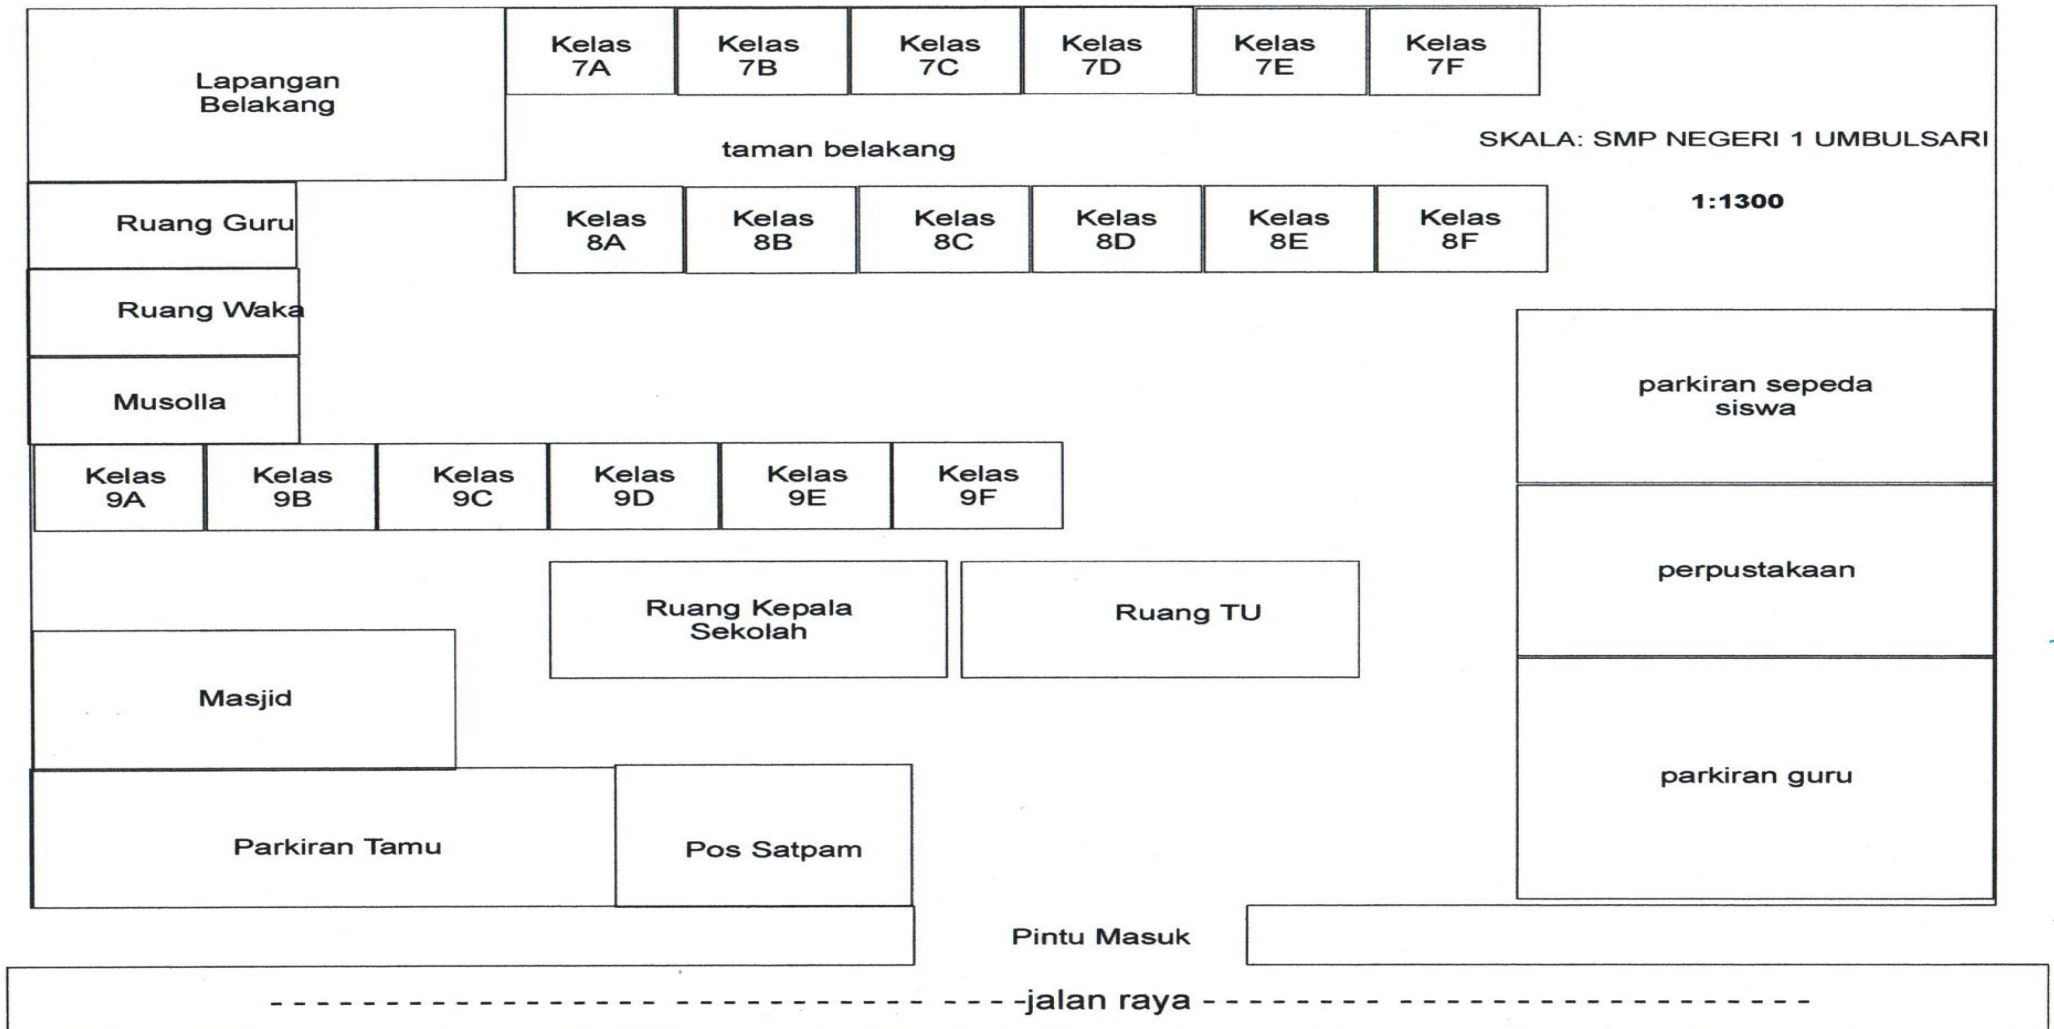 Lapangan
Belakang
Kelas
7A
Kelas
7B
Kelas
7C
Kelas
7D
Kelas
7E
Kelas
7F
taman belakang
SKALA: SMP NEGERI 1 UMBULSARI
1:1300
Ruang Guru
Kelas
8A
Kelas
8B
Kelas
8C
Kelas
8D
Kelas
8E
Kelas
8F
Ruang Waka
Musolla
parkiran sepeda
siswa
Kelas
9A
Kelas
9B
Kelas
9C
Kelas
9D
Kelas
9E
Kelas
9F
perpustakaan
Ruang Kepala
Sekolah
Ruang TU
Masjid
parkiran guru
Parkiran Tamu
Pos Satpam
Pintu Masuk
jalan raya